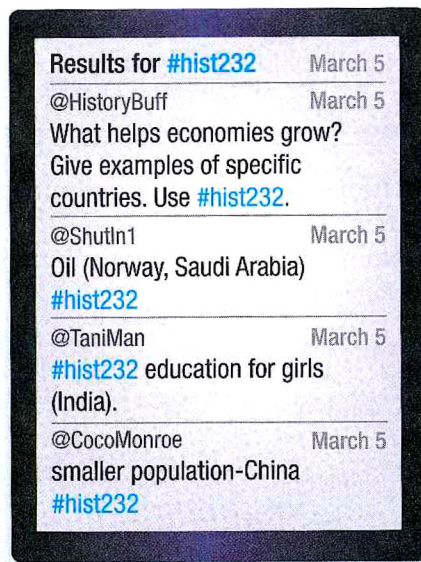 Results for #hist232 March 5
@HistoryBuff March 5
What helps economies grow?
Give examples of specific
countries. Use #hist232.
@ShutIn1 March 5
Oil (Norway, Saudi Arabia)
#hist232
@TaniMan March 5
#hist232 education for girls
(India).
@CocoMonroe March 5
smaller population-China
#hist232